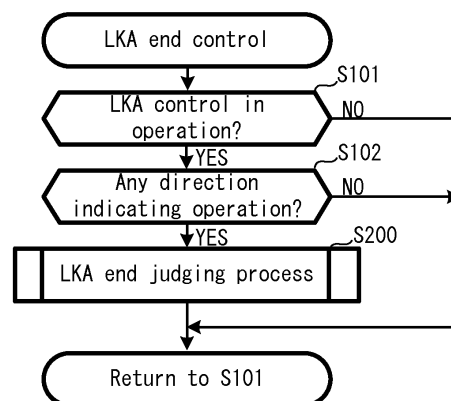 LKA end control
S101
LKA control in
operation?
NO
YES
S102
Any direction
indicating operation?
NO
YES
S200
LKA end judging process
Return to S101